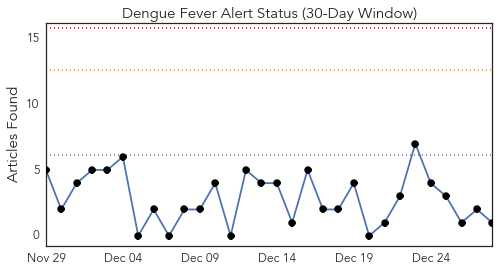 Dengue Fever Alert Status (30-Day Window)
15
10
5
0
Articles Found
Nov 29 Dec 04 Dec 09 Dec 14 Dec 19 Dec 24